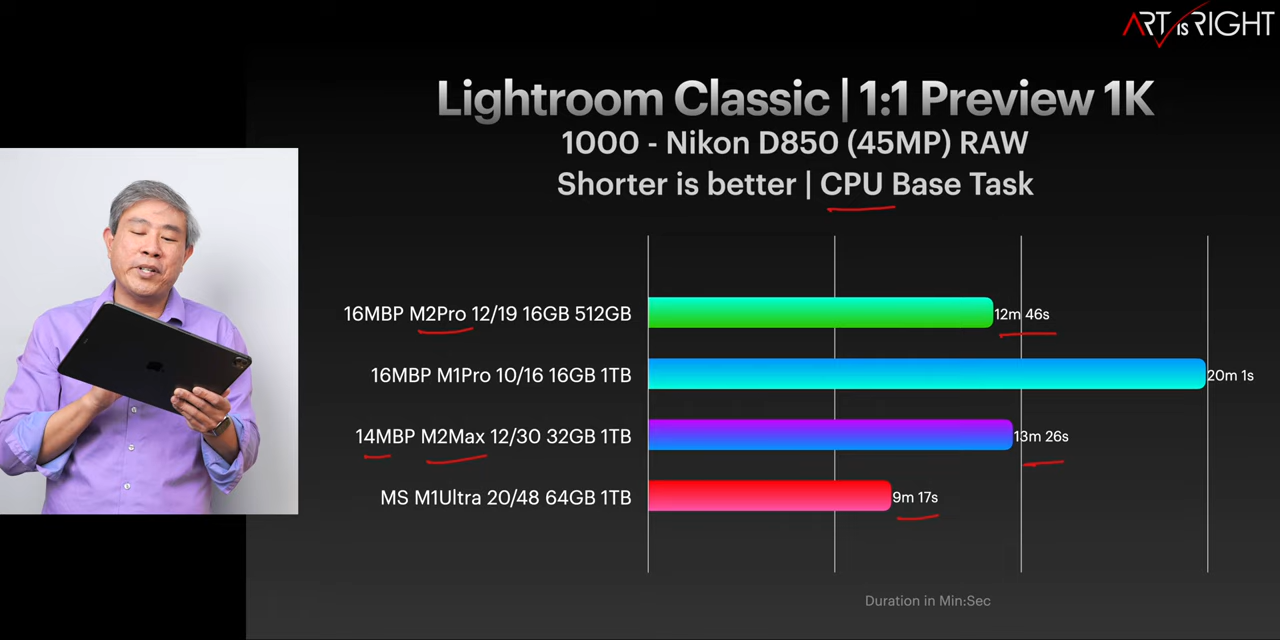 ART IS RIGHT
Lightroom Classic | 1:1 Preview 1K
1000 - Nikon D850 (45MP) RAW
Shorter is better | CPU Base Task
16MBP M2Pro 12/19 16GB 512GB 12m 46s
16MBP M1Pro 10/16 16GB 1TB 20m 1s
14MBP M2Max 12/30 32GB 1TB 13m 26s
MS M1Ultra 20/48 64GB 1TB 9m 17s
Duration in Min:Sec